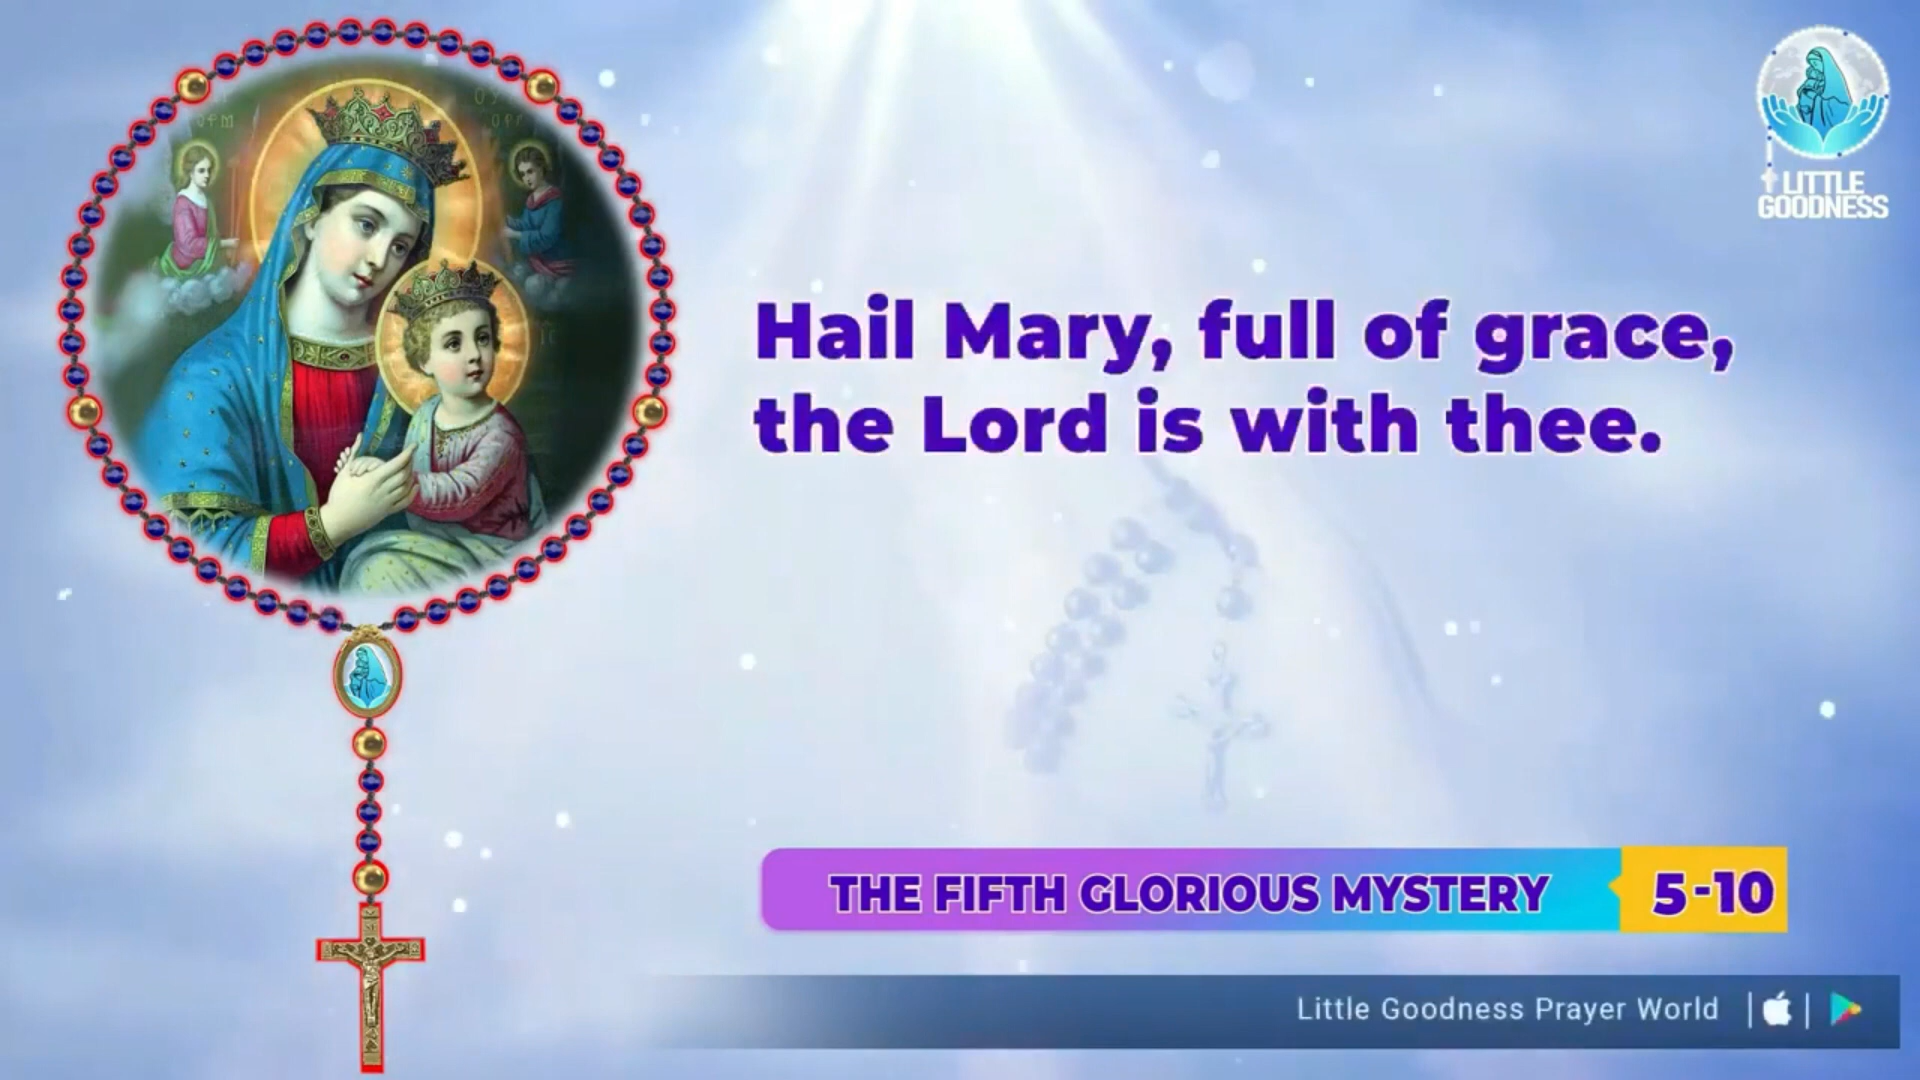 LITTLE
GOODNESS
Hail Mary, full of grace,
the Lord is with thee.
THE FIFTH GLORIOUS MYSTERY 5-10
Little Goodness Prayer World